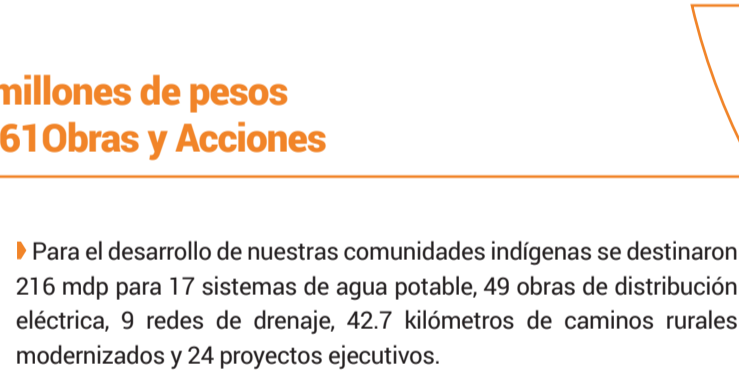 millones de pesos
61Obras y Acciones
Para el desarrollo de nuestras comunidades indígenas se destinaron
216 mdp para 17 sistemas de agua potable, 49 obras de distribución
eléctrica, 9 redes de drenaje, 42.7 kilómetros de caminos rurales
modernizados y 24 proyectos ejecutivos.